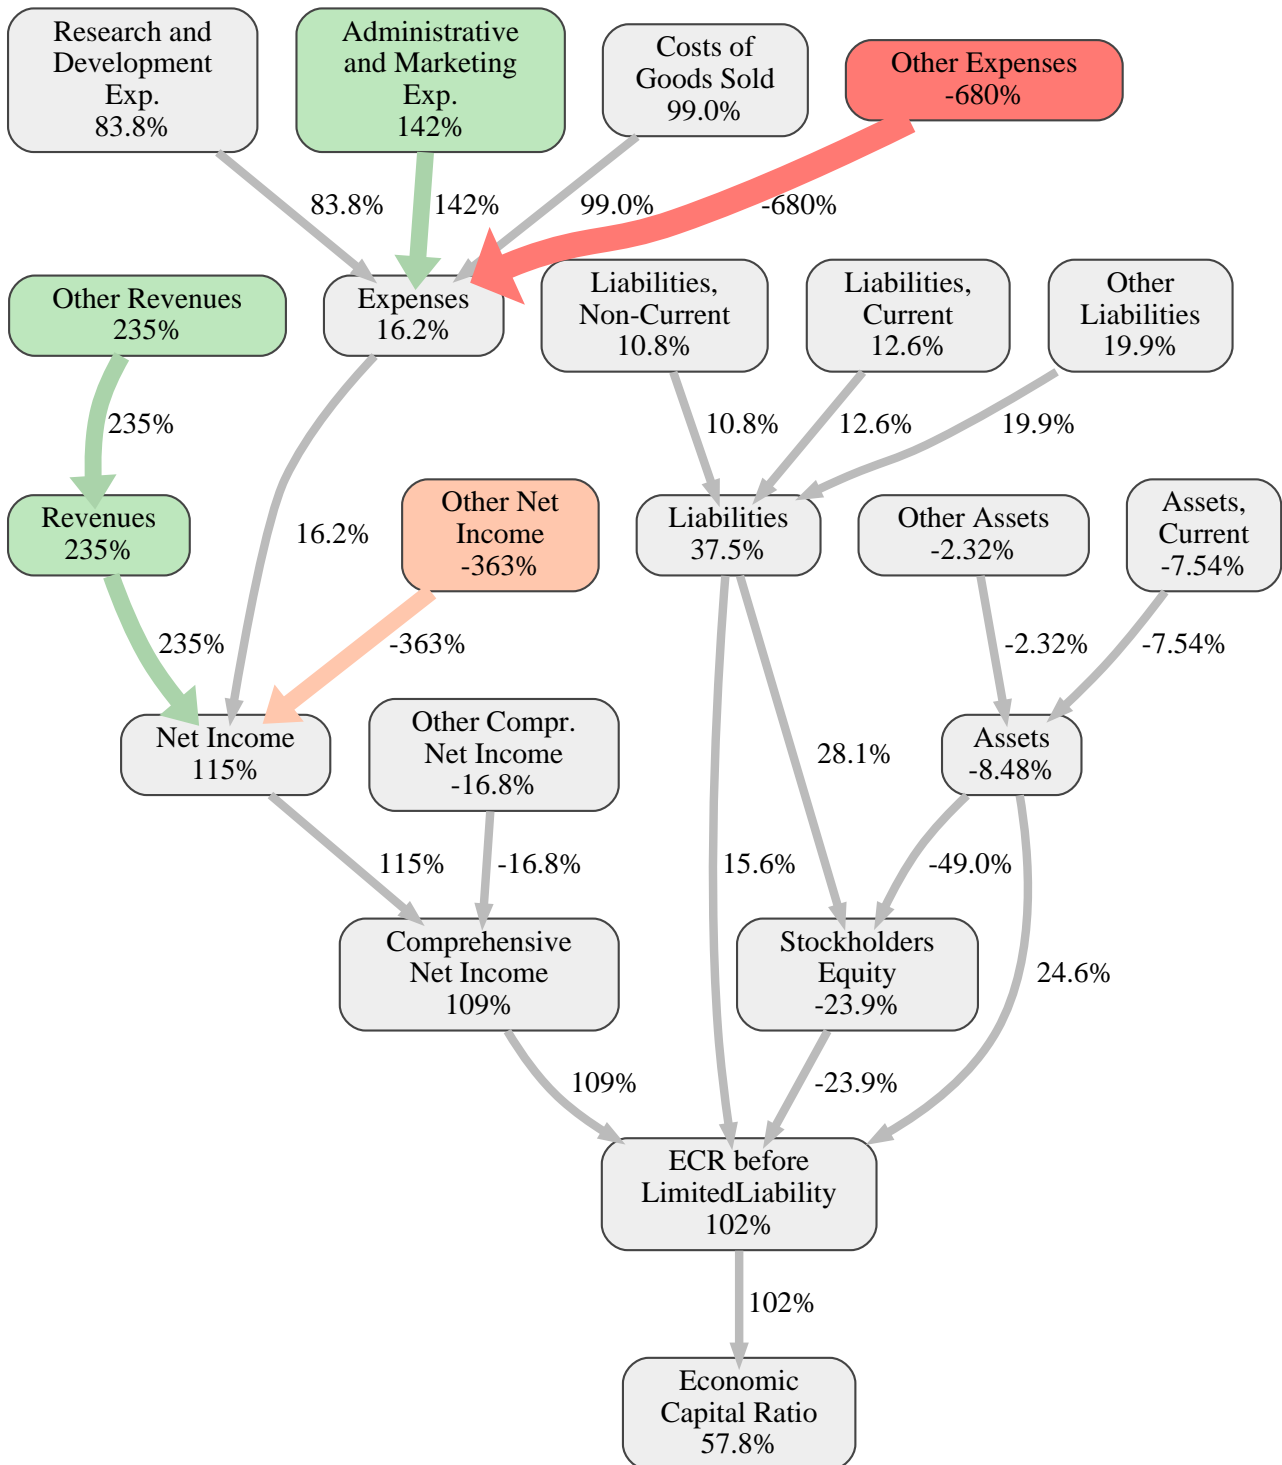 Research and
Development
Exp.
83.8%
Administrative
and Marketing
Exp.
142%
Costs of
Goods Sold
99.0%
Other Expenses
-680%
83.8%
142%
99.0%
-680%
Other Revenues
235%
Expenses
16.2%
Liabilities,
Non-Current
10.8%
Liabilities,
Current
12.6%
Other
Liabilities
19.9%
235%
10.8%
12.6%
19.9%
Revenues
235%
16.2%
Other Net
Income
-363%
Liabilities
37.5%
Other Assets
-2.32%
Assets,
Current
-7.54%
235%
-363%
-2.32%
-7.54%
Net Income
115%
Other Compr.
Net Income
-16.8%
28.1%
Assets
-8.48%
115%
-16.8%
15.6%
-49.0%
Comprehensive
Net Income
109%
Stockholders
Equity
-23.9%
24.6%
109%
-23.9%
ECR before
LimitedLiability
102%
102%
Economic
Capital Ratio
57.8%